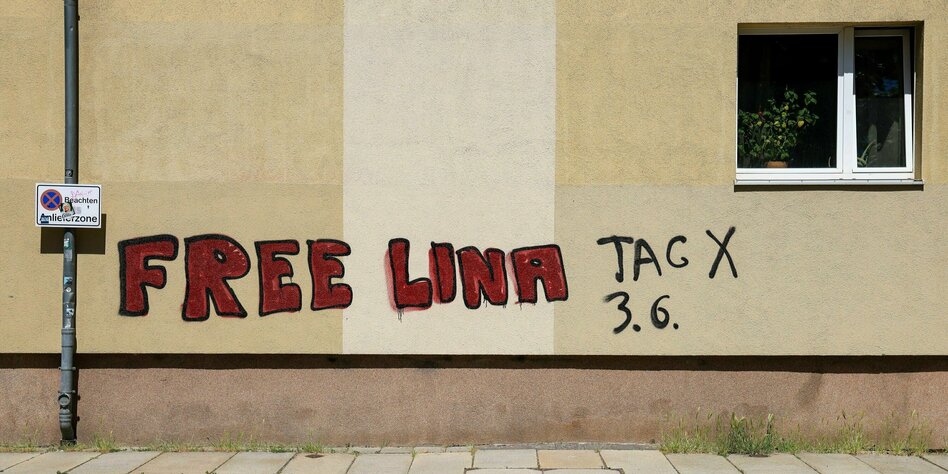 Beachten
Anlieferzone
FREE LINA TAG X
3.6.